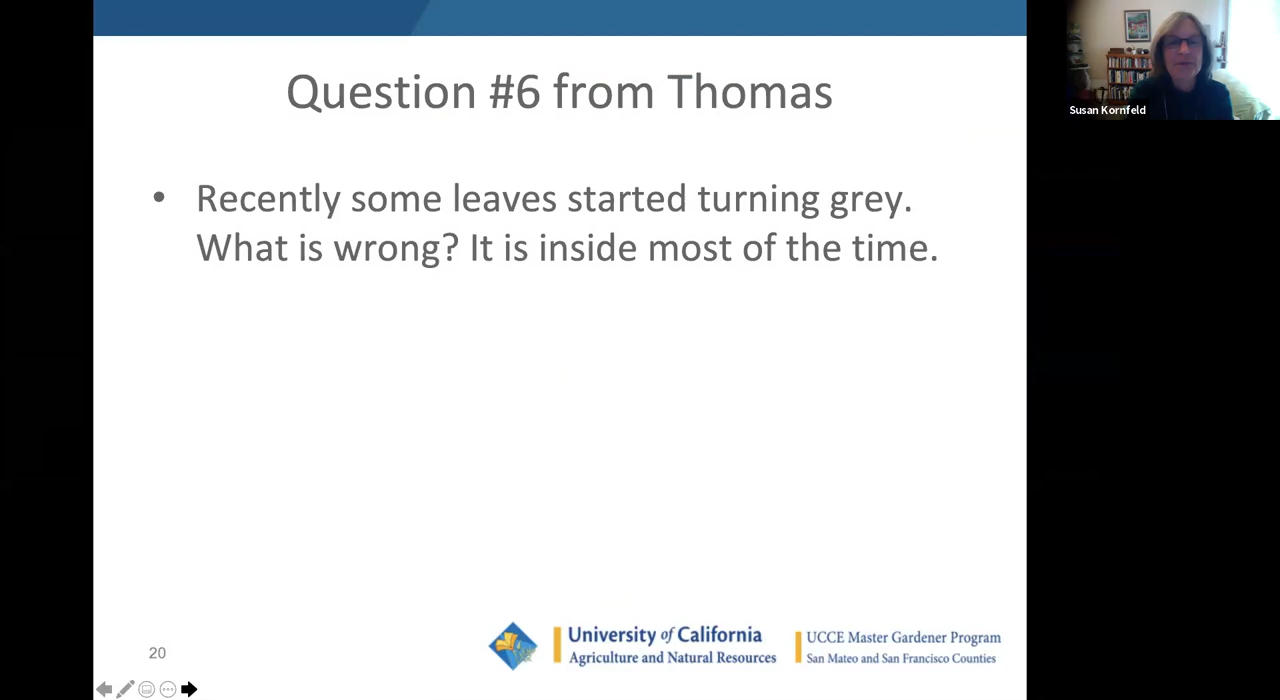 Question #6 from Thomas
Susan Kornfeld
• Recently some leaves started turning grey.
What is wrong? It is inside most of the time.
20
University of California
Agriculture and Natural Resources
UCCE Master Gardener Program
San Mateo and San Francisco Counties